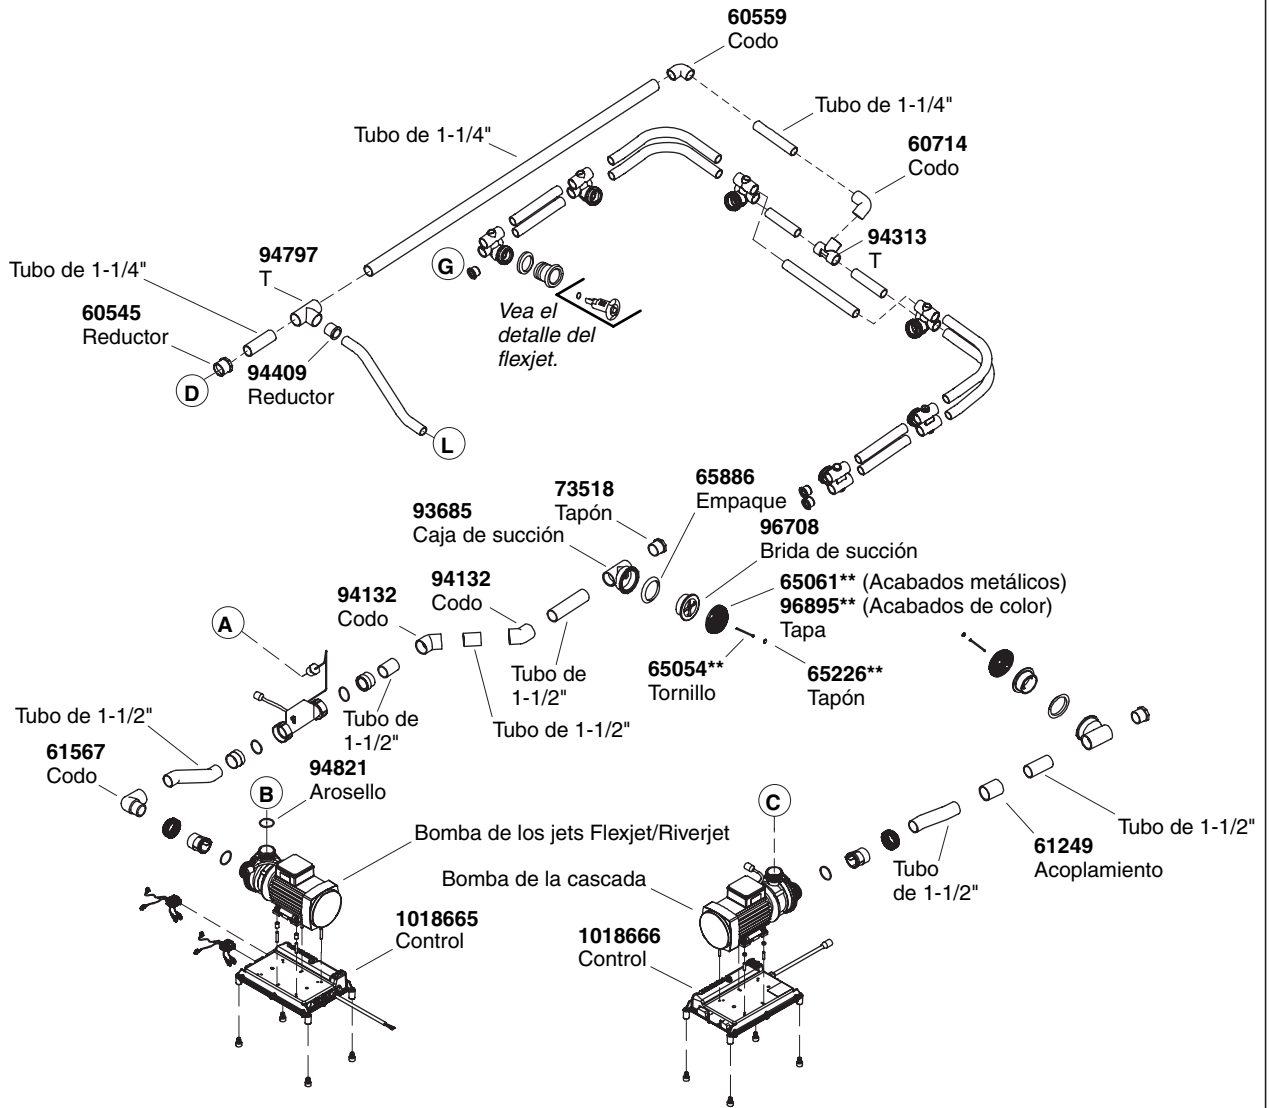 60559
Codo
Tubo de 1-1/4"
Tubo de 1-1/4"
60714
Codo
94797
T
94313
T
G
Tubo de 1-1/4"
60545
Reductor
Vea el
detalle del
flexjet.
94409
Reductor
D
L
65886
Empaque
73518
Tapón
93685
Caja de succión
96708
Brida de succión
94132
Codo
65061** (Acabados metálicos)
96895** (Acabados de color)
Tapa
94132
Codo
A
65054**
Tornillo
65226**
Tapón
Tubo de
1-1/2"
Tubo de 1-1/2"
Tubo de
1-1/2"
Tubo de 1-1/2"
61567
Codo
94821
Arosello
B
C
Bomba de los jets Flexjet/Riverjet
Tubo de 1-1/2"
61249
Acoplamiento
Tubo
de 1-1/2"
Bomba de la cascada
1018665
Control
1018666
Control